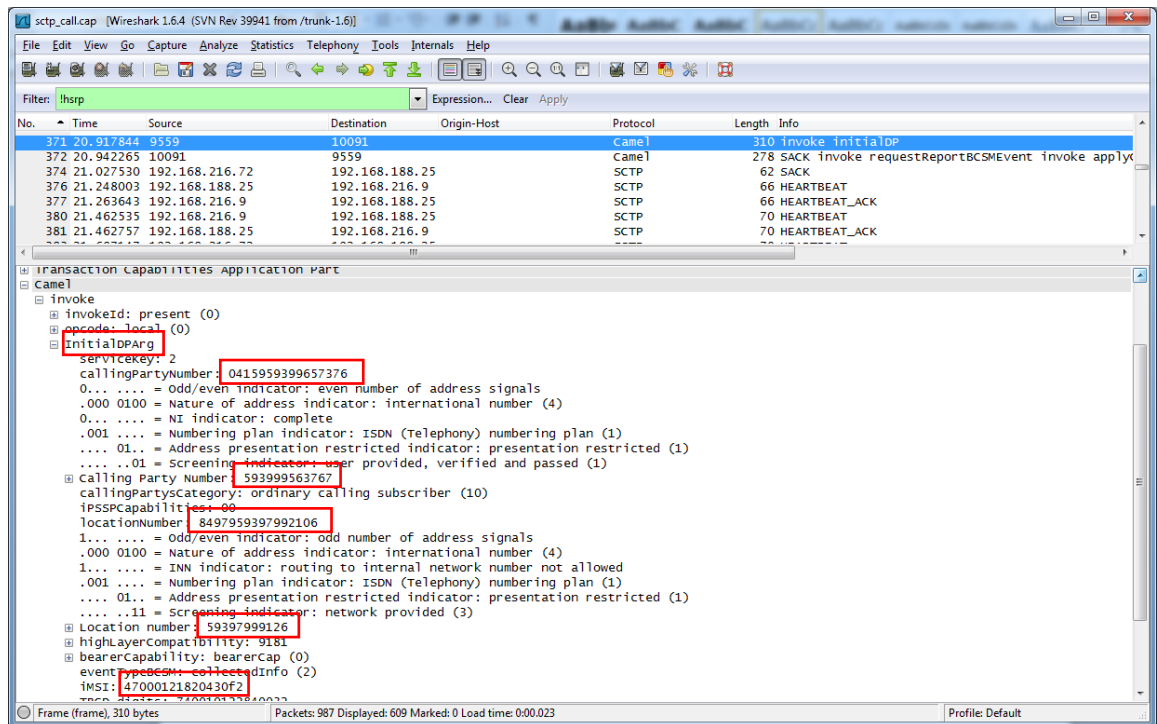 sctp_call.cap [Wireshark 1.6.4 (SVN Rev 39941 from /trunk-1.6)]
File Edit View Go Capture Analyze Statistics Telephony Tools Internals Help
Filter: !hsrp Expression... Clear Apply
No. Time Source Destination Origin-Host Protocol Length Info
371 20.917844 9559 10091 Camel 310 invoke initialDP
372 20.942265 10091 9559 Camel 278 SACK invoke requestReportBCSMEvent invoke apply
374 21.027530 192.168.216.72 192.168.188.25 SCTP 62 SACK
376 21.248003 192.168.188.25 192.168.216.9 SCTP 66 HEARTBEAT
377 21.263643 192.168.216.9 192.168.188.25 SCTP 66 HEARTBEAT_ACK
380 21.462535 192.168.216.9 192.168.188.25 SCTP 70 HEARTBEAT
381 21.462757 192.168.188.25 192.168.216.9 SCTP 70 HEARTBEAT_ACK
Transaction Capabilities Application Part
Camel
invoke
invokeId: present (0)
opcode: local (0)
InitialDPArg
serviceKey: 2
callingPartyNumber: 0415959399657376
0... .... = Odd/even indicator: even number of address signals
.000 0100 = Nature of address indicator: international number (4)
0... .... = NI indicator: complete
.001 .... = Numbering plan indicator: ISDN (Telephony) numbering plan (1)
.... 01.. = Address presentation restricted indicator: presentation restricted (1)
.... ..01 = Screening indicator: user provided, verified and passed (1)
Calling Party Number: 593999563767
callingPartysCategory: ordinary calling subscriber (10)
iPSSPCapabilities: 00
locationNumber: 8497959397992106
1... .... = Odd/even indicator: odd number of address signals
.000 0100 = Nature of address indicator: international number (4)
1... .... = INN indicator: routing to internal network number not allowed
.001 .... = Numbering plan indicator: ISDN (Telephony) numbering plan (1)
.... 01.. = Address presentation restricted indicator: presentation restricted (1)
.... ..11 = Screening indicator: network provided (3)
Location number: 59397999126
highLayerCompatibility: 9181
bearerCapability: bearerCap (0)
eventTypeBCSM: collectedInfo (2)
iMSI: 47000121820430f2
Frame (frame), 310 bytes Packets: 987 Displayed: 609 Marked: 0 Load time: 0:00.023 Profile: Default